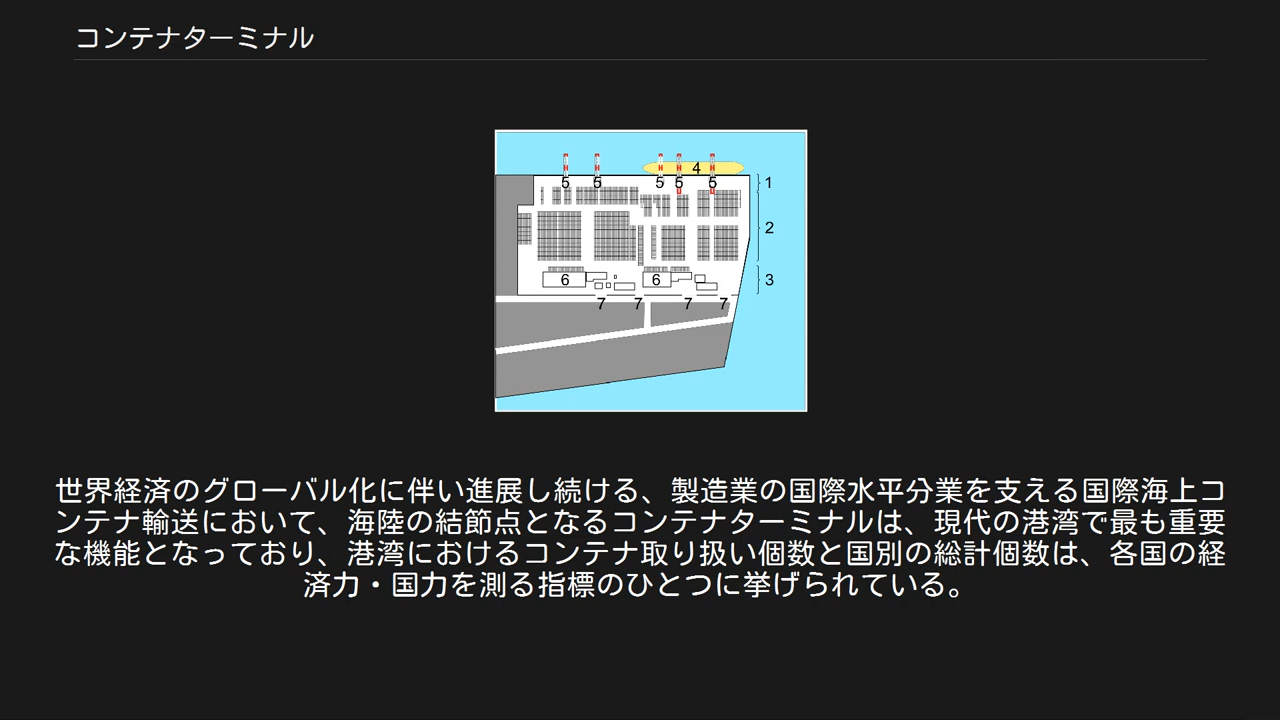 コンテナターミナル
4
5 5 5 5 5 1
2
6 6 3
7 7 7 7
世界経済のグローバル化に伴い進展し続ける、製造業の国際水平分業を支える国際海上コ
ンテナ輸送において、海陸の結節点となるコンテナターミナルは、現代の港湾で最も重要
な機能となっており、港湾におけるコンテナ取り扱い個数と国別の総計個数は、各国の経
済力・国力を測る指標のひとつに挙げられている。